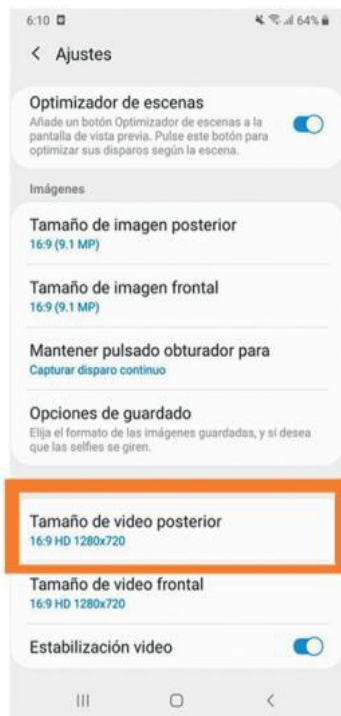 6:10 64%
Ajustes
Optimizador de escenas
Añade un botón Optimizador de escenas a la
pantalla de vista previa. Pulse este botón para
optimizar sus disparos según la escena.
Imágenes
Tamaño de imagen posterior
16:9 (9.1 MP)
Tamaño de imagen frontal
16:9 (9.1 MP)
Mantener pulsado obturador para
Capturar disparo continuo
Opciones de guardado
Elija el formato de las imágenes guardadas, y si desea
que las selfies se giren.
Tamaño de video posterior
16:9 HD 1280x720
Tamaño de video frontal
16:9 HD 1280x720
Estabilización video